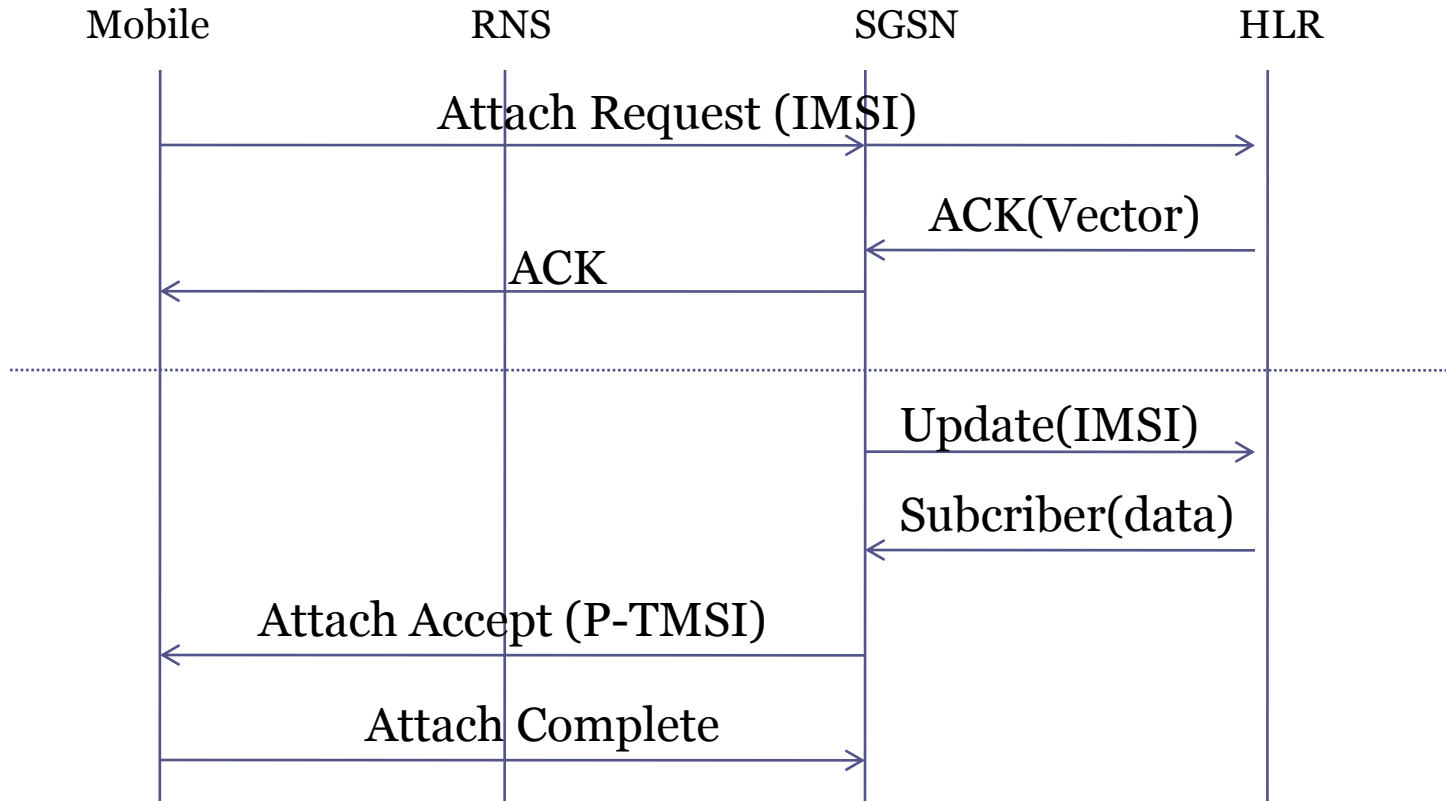 Mobile RNS SGSN HLR
Attach Request (IMSI)
ACK(Vector)
ACK
Update(IMSI)
Subcriber(data)
Attach Accept (P-TMSI)
Attach Complete